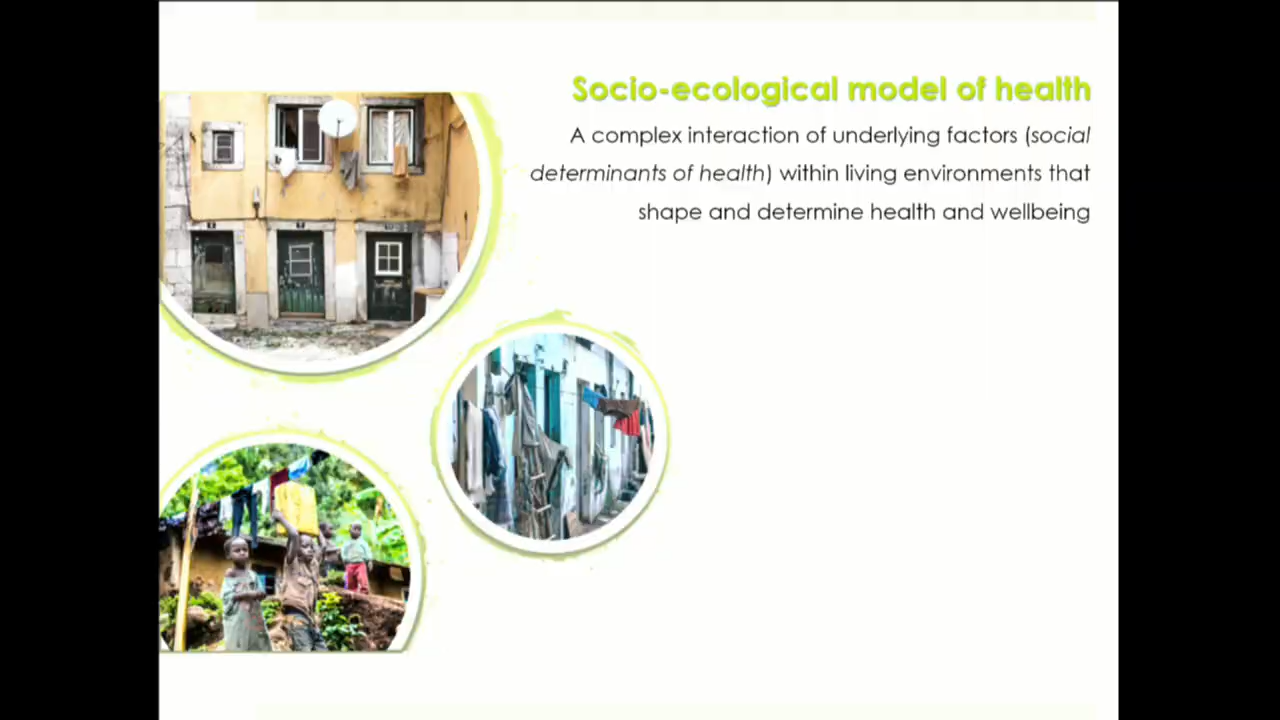 Socio-ecological model of health
A complex interaction of underlying factors (social
determinants of health) within living environments that
shape and determine health and wellbeing